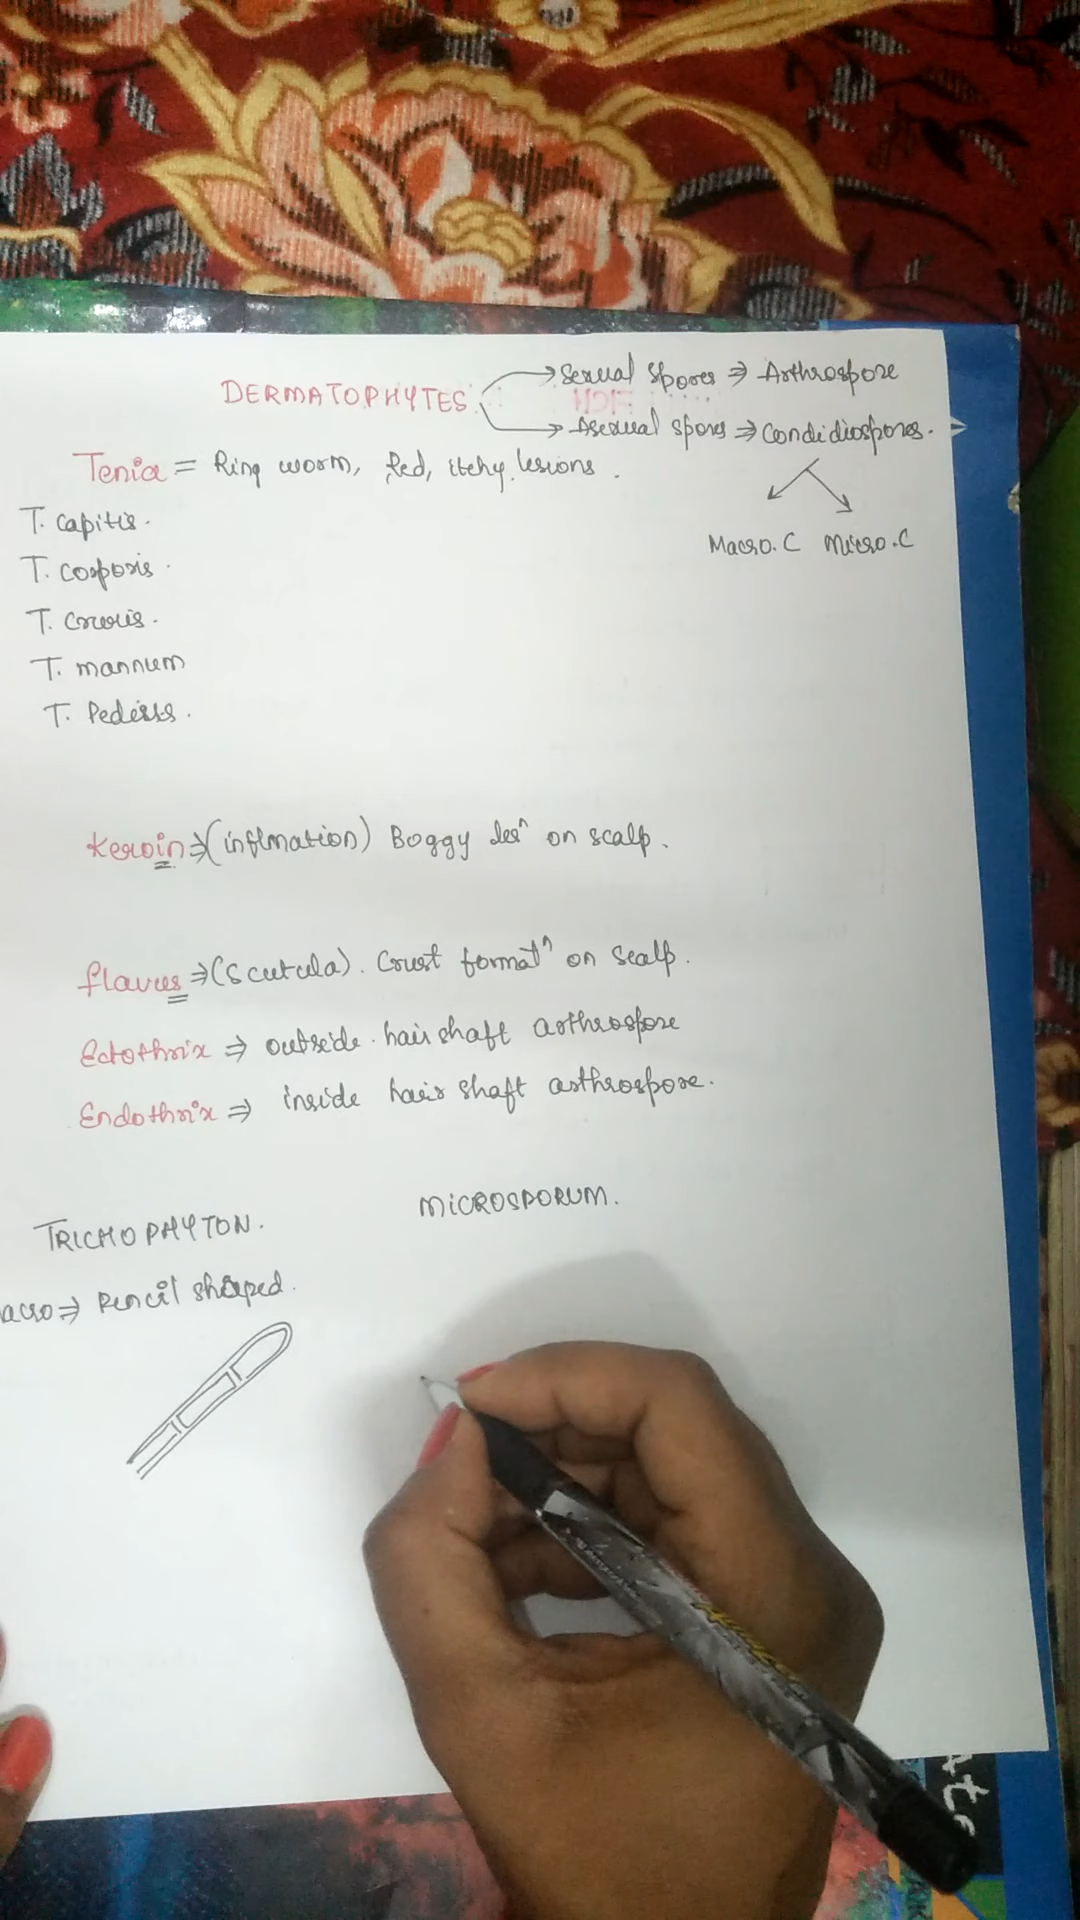 DERMATOPHYTES → Sexual spores ⇒ Arthrospore
→ Asexual spores ⇒ Condidiospores.
Tenia = Ring worm, Red, itchy lesions.
Macro.C Micro.C
T. capitis.
T. corporis.
T. cruris.
T. mannum
T. Pedisis.
Keroin ⇒ (inflmation) Boggy lesⁿ on scalp.
flavus ⇒ (Scutula). Crust formatⁿ on Scalp.
Ectothrix ⇒ outside hair shaft arthrospore
Endothrix ⇒ inside hair shaft arthrospore.
TRICHOPHYTON. MICROSPORUM.
acro ⇒ Pencil shaped.